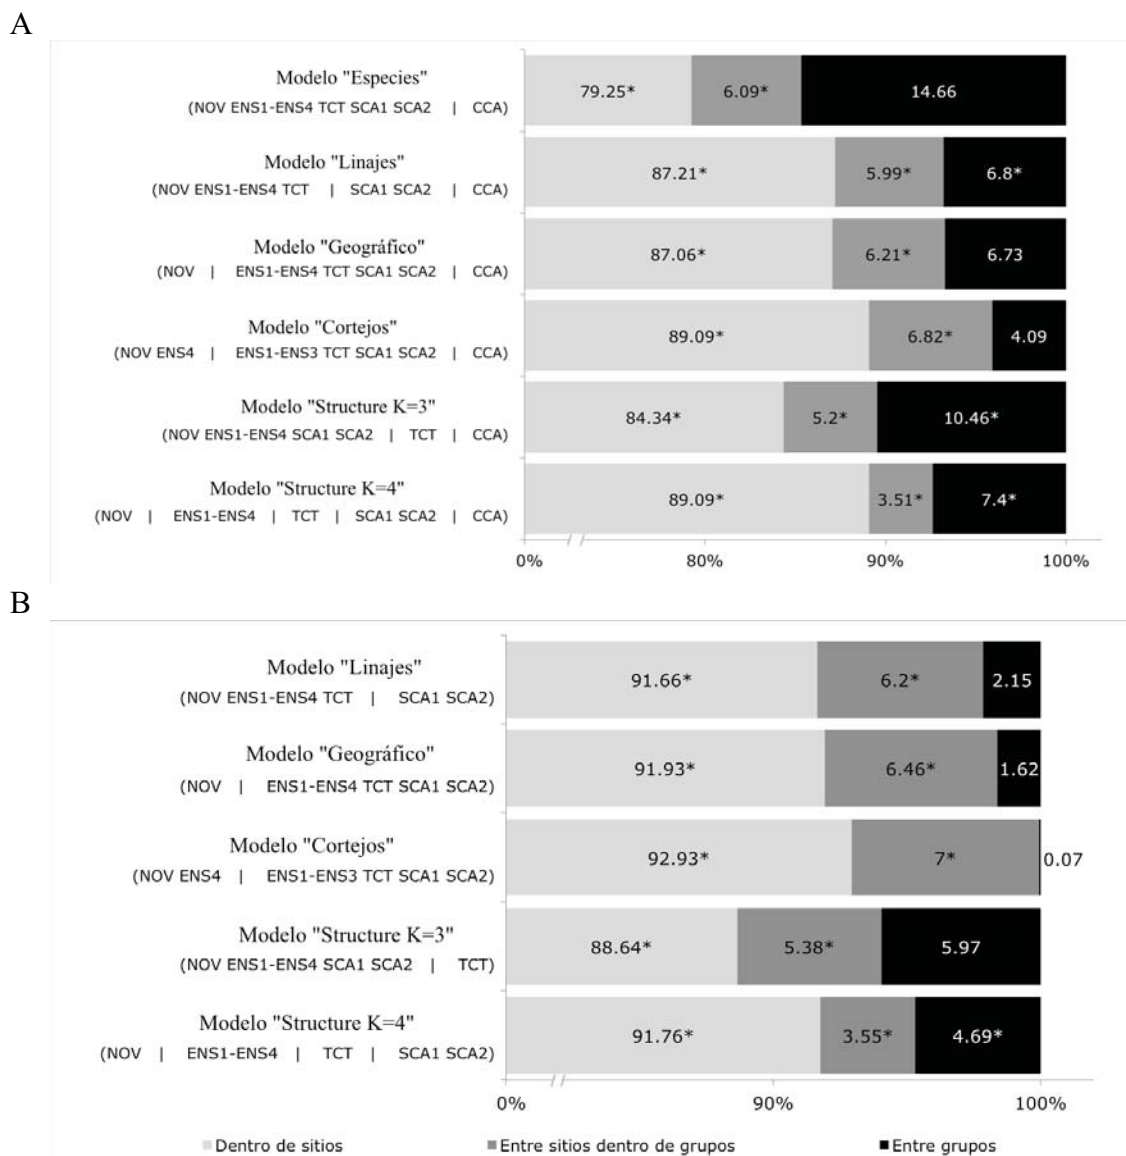 A
Modelo "Especies"
(NOV ENS1-ENS4 TCT SCA1 SCA2 | CCA)
79.25* 6.09* 14.66
Modelo "Linajes"
(NOV ENS1-ENS4 TCT | SCA1 SCA2 | CCA)
87.21* 5.99* 6.8*
Modelo "Geográfico"
(NOV | ENS1-ENS4 TCT SCA1 SCA2 | CCA)
87.06* 6.21* 6.73
Modelo "Cortejos"
(NOV ENS4 | ENS1-ENS3 TCT SCA1 SCA2 | CCA)
89.09* 6.82* 4.09
Modelo "Structure K=3"
(NOV ENS1-ENS4 SCA1 SCA2 | TCT | CCA)
84.34* 5.2* 10.46*
Modelo "Structure K=4"
(NOV | ENS1-ENS4 | TCT | SCA1 SCA2 | CCA)
89.09* 3.51* 7.4*
0% 80% 90% 100%
B
Modelo "Linajes"
(NOV ENS1-ENS4 TCT | SCA1 SCA2)
91.66* 6.2* 2.15
Modelo "Geográfico"
(NOV | ENS1-ENS4 TCT SCA1 SCA2)
91.93* 6.46* 1.62
Modelo "Cortejos"
(NOV ENS4 | ENS1-ENS3 TCT SCA1 SCA2)
92.93* 7* 0.07
Modelo "Structure K=3"
(NOV ENS1-ENS4 SCA1 SCA2 | TCT)
88.64* 5.38* 5.97
Modelo "Structure K=4"
(NOV | ENS1-ENS4 | TCT | SCA1 SCA2)
91.76* 3.55* 4.69*
0% 90% 100%
Dentro de sitios Entre sitios dentro de grupos Entre grupos